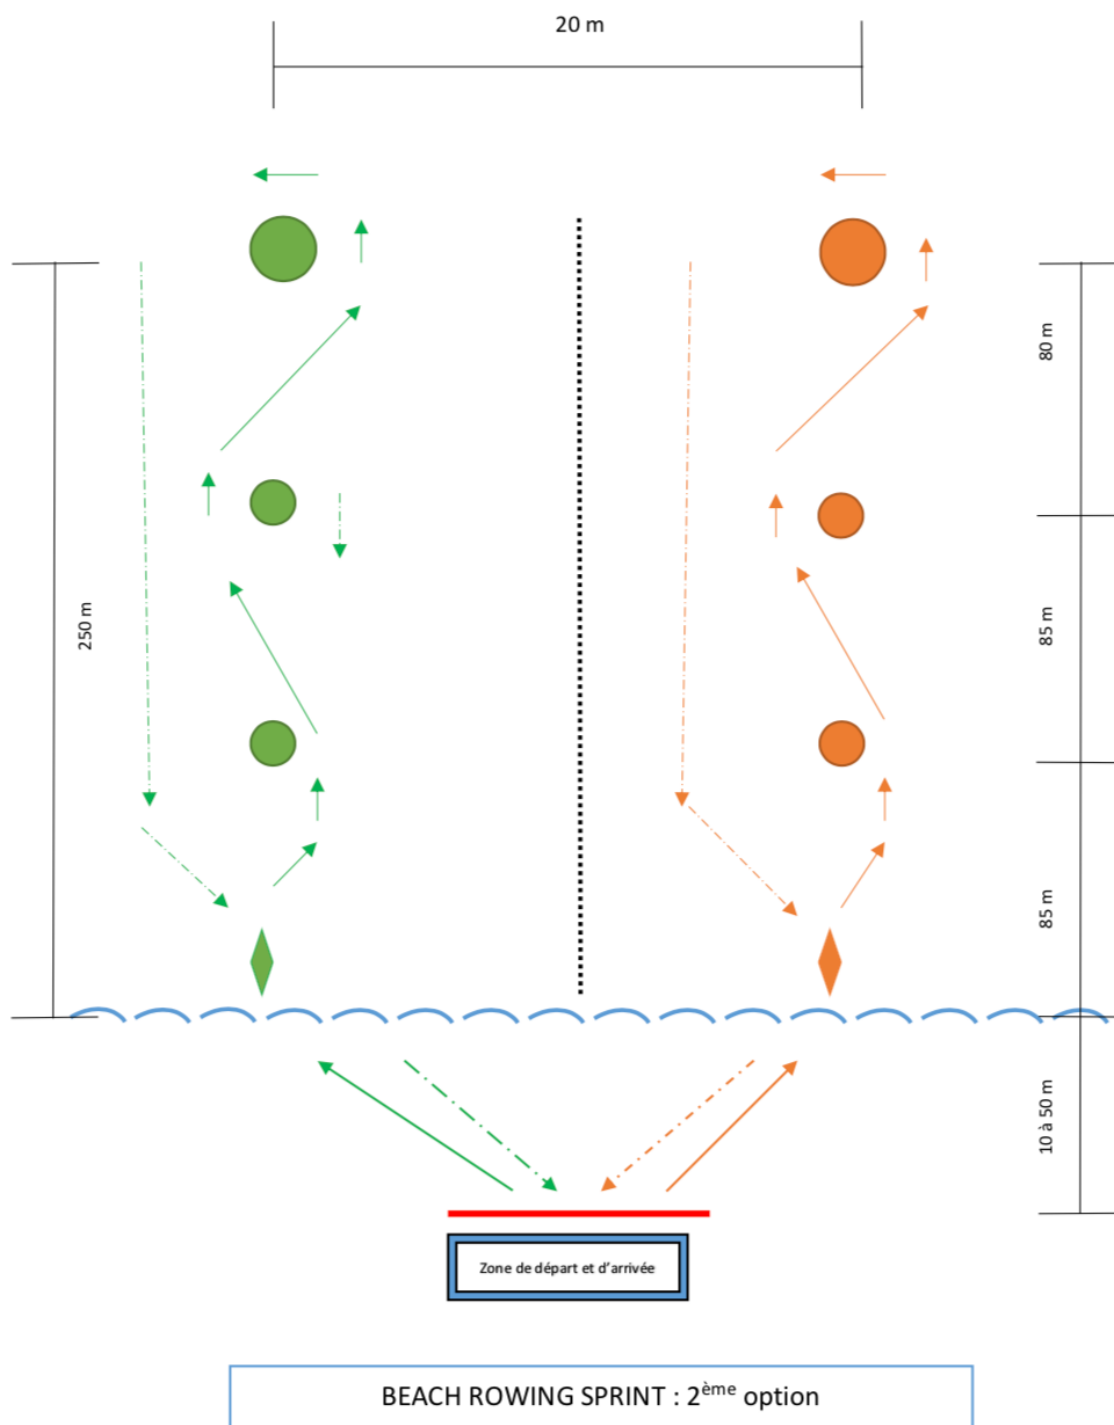 20 m
80 m
250 m
85 m
85 m
10 à 50 m
Zone de départ et d'arrivée
BEACH ROWING SPRINT : 2ème option